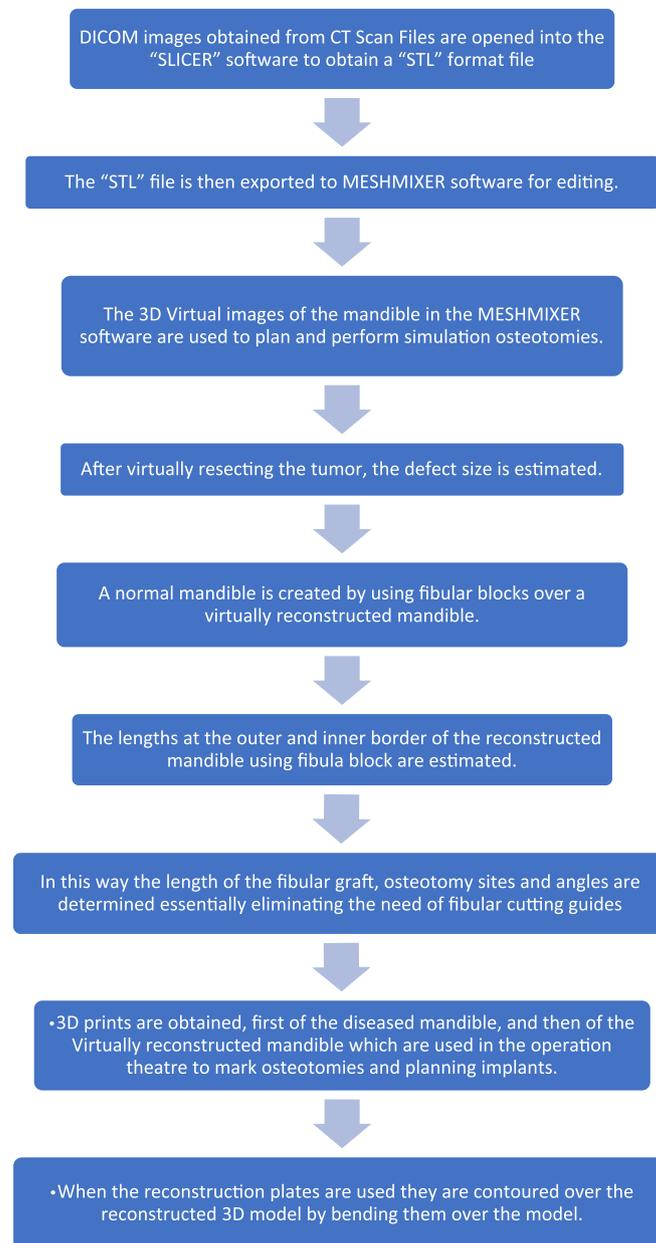 DICOM images obtained from CT Scan Files are opened into the
“SLICER” software to obtain a “STL” format file
The “STL” file is then exported to MESHMIXER software for editing.
The 3D Virtual images of the mandible in the MESHMIXER
software are used to plan and perform simulation osteotomies.
After virtually resecting the tumor, the defect size is estimated.
A normal mandible is created by using fibular blocks over a
virtually reconstructed mandible.
The lengths at the outer and inner border of the reconstructed
mandible using fibula block are estimated.
In this way the length of the fibular graft, osteotomy sites and angles are
determined essentially eliminating the need of fibular cutting guides
•3D prints are obtained, first of the diseased mandible, and then of the
Virtually reconstructed mandible which are used in the operation
theatre to mark osteotomies and planning implants.
•When the reconstruction plates are used they are contoured over the
reconstructed 3D model by bending them over the model.